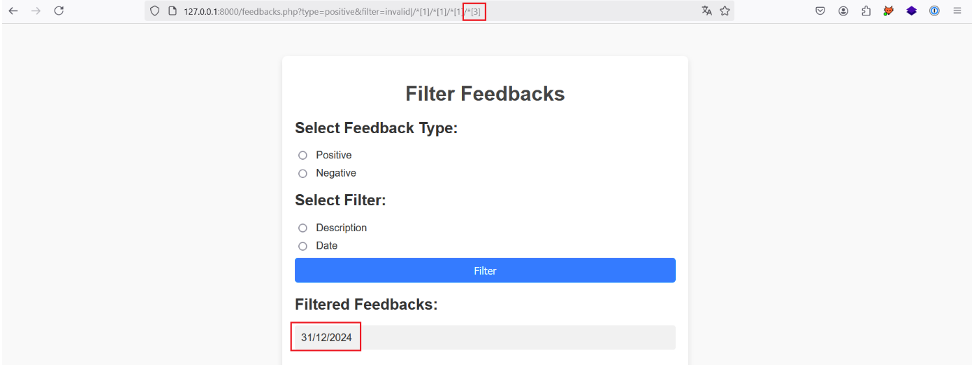 127.0.0.1:8000/feedbacks.php?type=positive&filter=invalid|/*[1]/*[1]/*[1]/*[3]
Filter Feedbacks
Select Feedback Type:
Positive
Negative
Select Filter:
Description
Date
Filter
Filtered Feedbacks:
31/12/2024